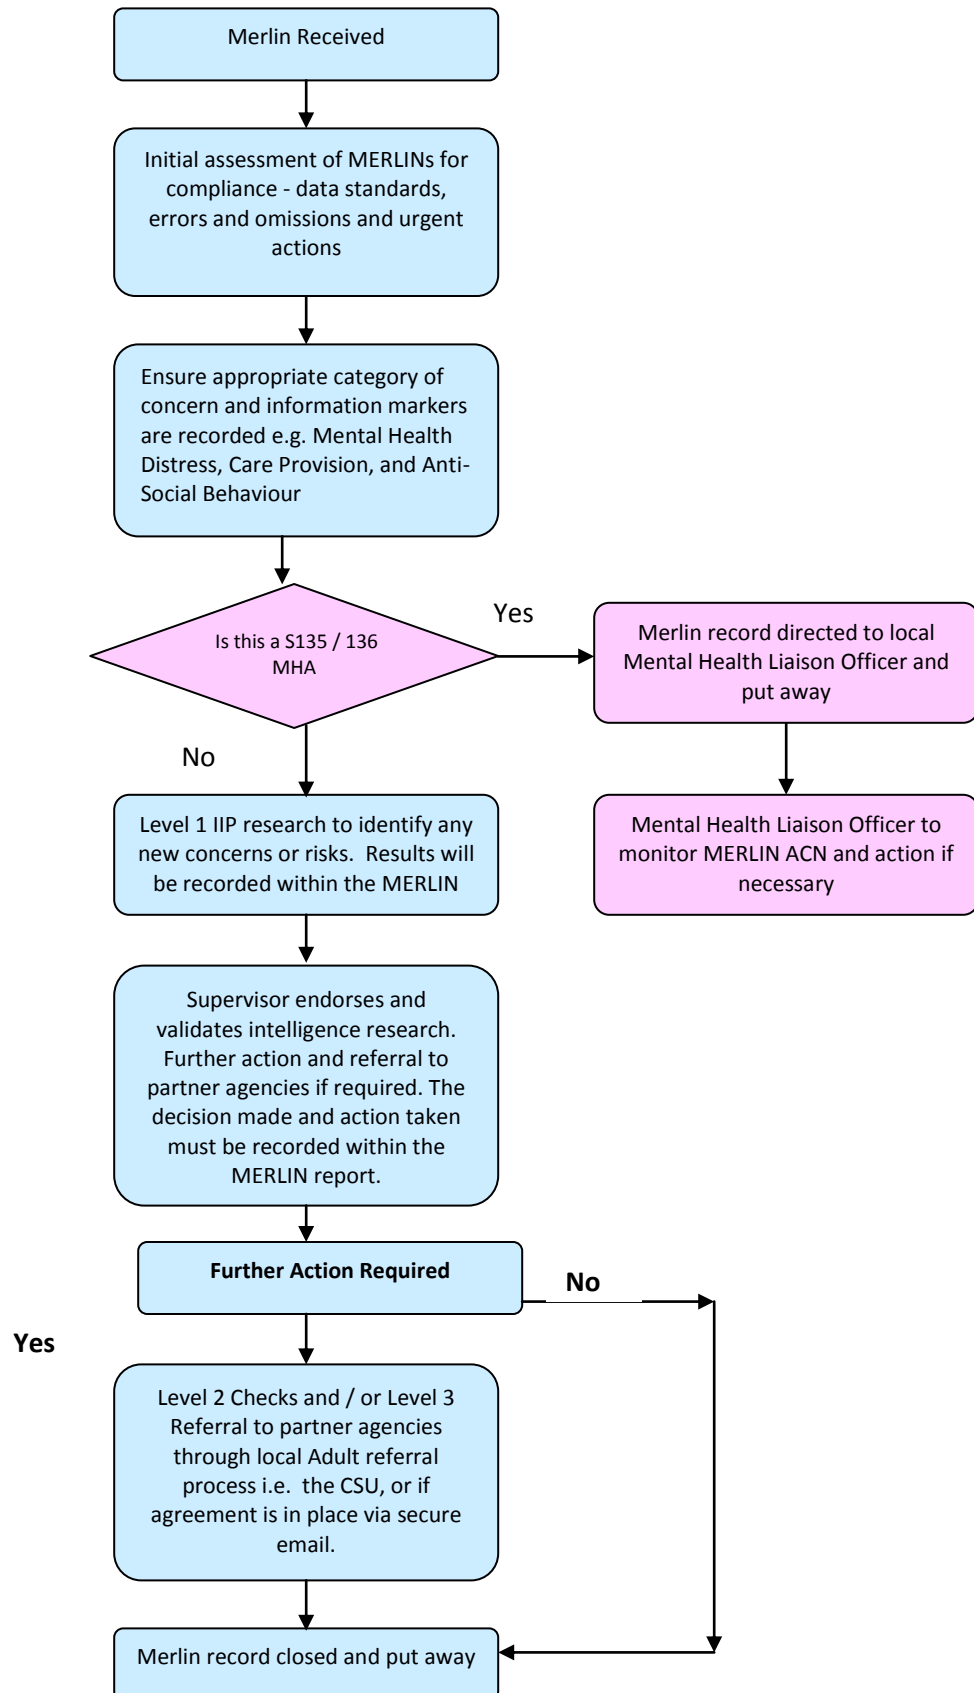 Merlin Received
Initial assessment of MERLINs for
compliance - data standards,
errors and omissions and urgent
actions
Ensure appropriate category of
concern and information markers
are recorded e.g. Mental Health
Distress, Care Provision, and Anti-
Social Behaviour
Is this a S135 / 136
MHA
Yes
Merlin record directed to local
Mental Health Liaison Officer and
put away
Mental Health Liaison Officer to
monitor MERLIN ACN and action if
necessary
No
Level 1 IIP research to identify any
new concerns or risks.  Results will
be recorded within the MERLIN
Supervisor endorses and
validates intelligence research.
Further action and referral to
partner agencies if required. The
decision made and action taken
must be recorded within the
MERLIN report.
Further Action Required
No
Yes
Level 2 Checks and / or Level 3
Referral to partner agencies
through local Adult referral
process i.e.  the CSU, or if
agreement is in place via secure
email.
Merlin record closed and put away